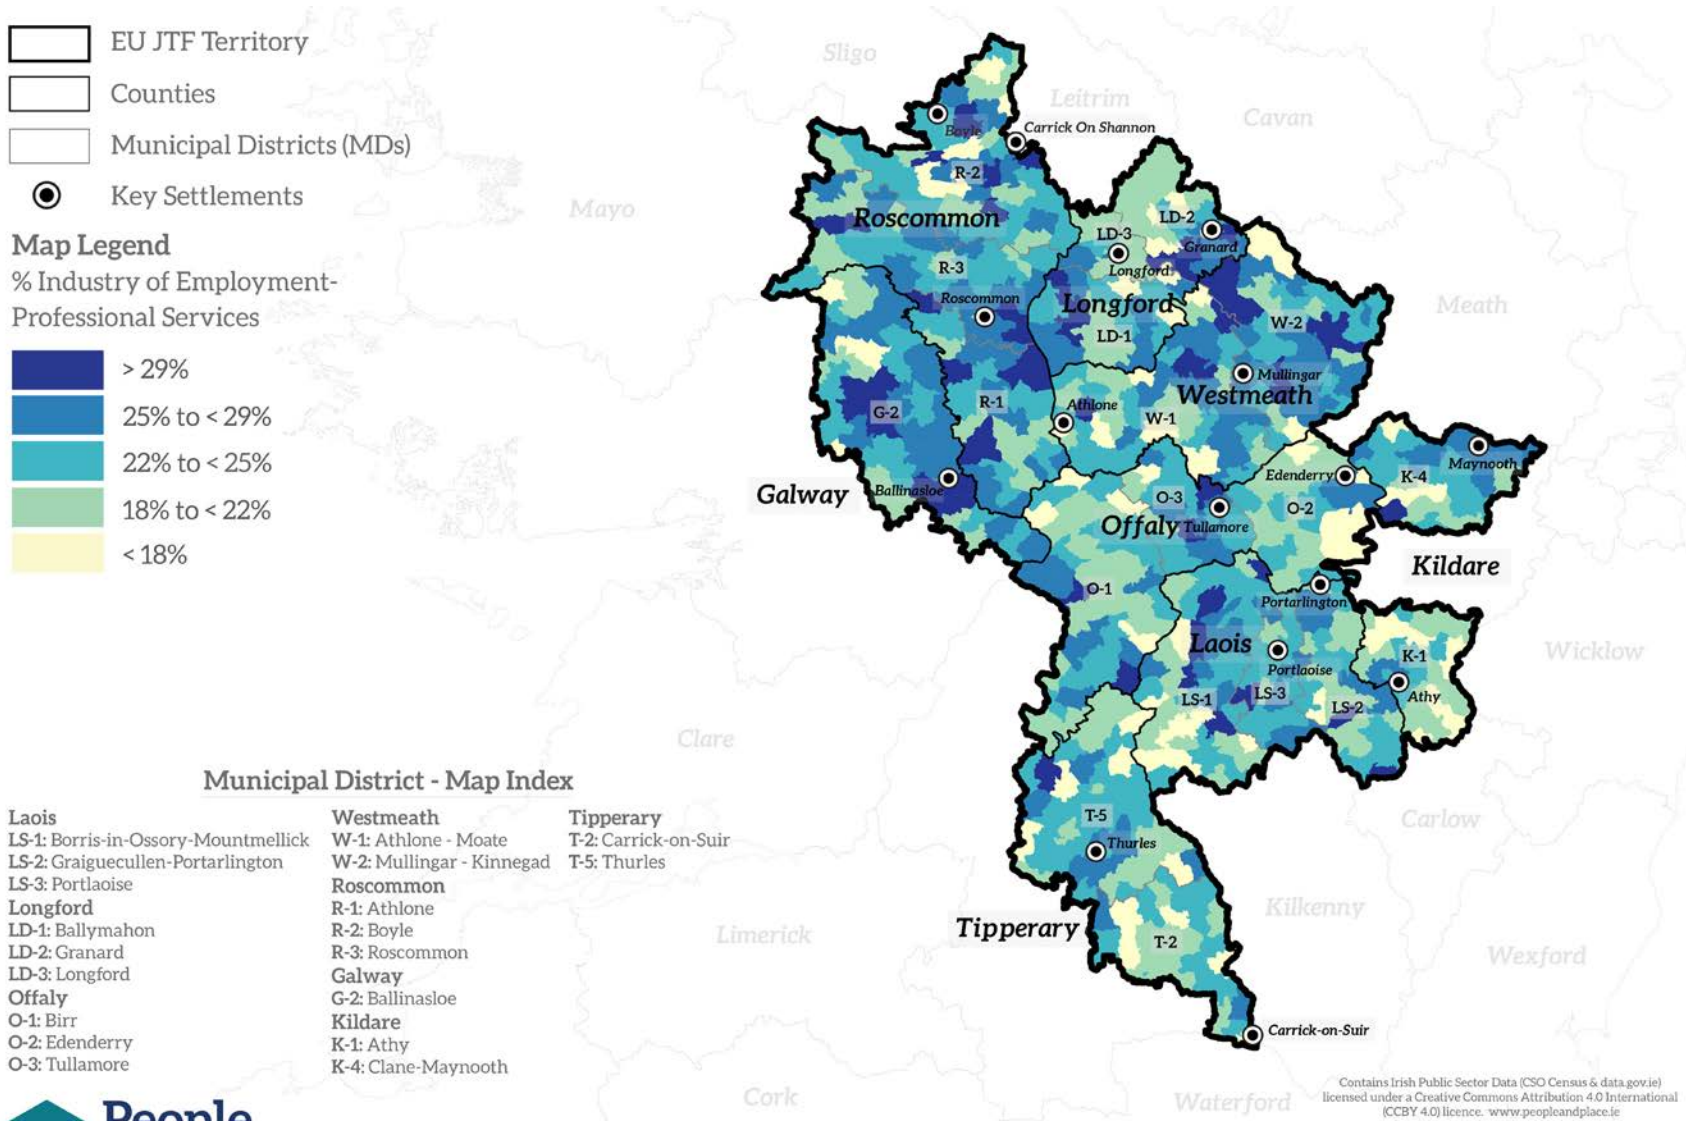 EU JTF Territory
Counties
Municipal Districts (MDs)
Key Settlements
Map Legend
% Industry of Employment-
Professional Services
> 29%
25% to < 29%
22% to < 25%
18% to < 22%
< 18%
Sligo
Leitrim
Cavan
Mayo
Meath
Wicklow
Clare
Carlow
Kilkenny
Limerick
Wexford
Cork
Waterford
Boyle
Carrick On Shannon
R-2
Roscommon
LD-2
LD-3
Granard
Longford
R-3
Roscommon
Longford
W-2
LD-1
Mullingar
Westmeath
G-2
R-1
Athlone
W-1
Maynooth
Edenderry
K-4
Galway
Ballinasloe
O-3
O-2
Offaly
Tullamore
Kildare
O-1
Portarlington
Laois
Portlaoise
K-1
Athy
LS-1
LS-3
LS-2
T-5
Thurles
Tipperary
T-2
Carrick-on-Suir
Municipal District - Map Index
Laois
LS-1: Borris-in-Ossory-Mountmellick
LS-2: Graiguecullen-Portarlington
LS-3: Portlaoise
Longford
LD-1: Ballymahon
LD-2: Granard
LD-3: Longford
Offaly
O-1: Birr
O-2: Edenderry
O-3: Tullamore
Westmeath
W-1: Athlone - Moate
W-2: Mullingar - Kinnegad
Roscommon
R-1: Athlone
R-2: Boyle
R-3: Roscommon
Galway
G-2: Ballinasloe
Kildare
K-1: Athy
K-4: Clane-Maynooth
Tipperary
T-2: Carrick-on-Suir
T-5: Thurles
People
Contains Irish Public Sector Data (CSO Census & data.gov.ie)
licensed under a Creative Commons Attribution 4.0 International
(CCBY 4.0) licence. www.peopleandplace.ie